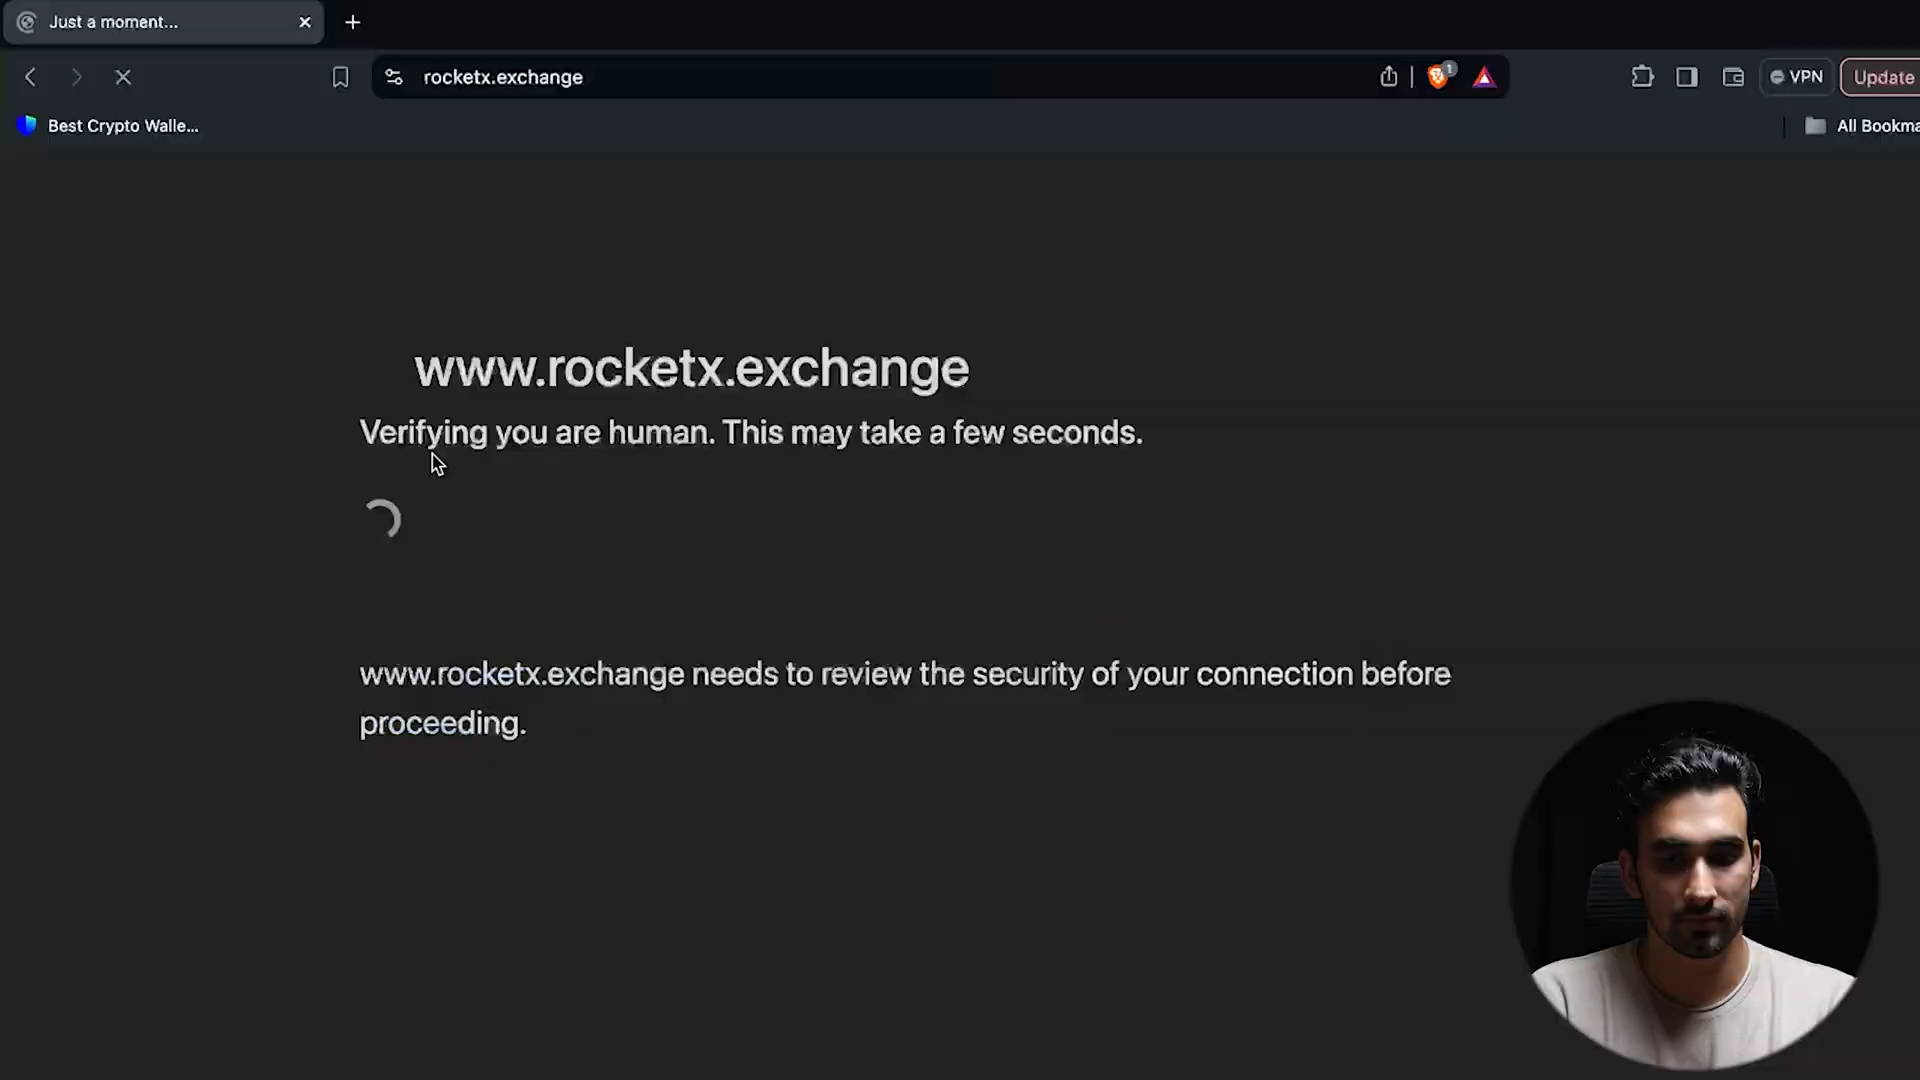 Just a moment...
rocketx.exchange
1
VPN
Update
Best Crypto Walle...
All Bookma
www.rocketx.exchange
Verifying you are human. This may take a few seconds.
www.rocketx.exchange needs to review the security of your connection before
proceeding.